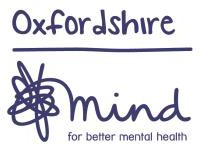 Oxfordshire
mind
for better mental health